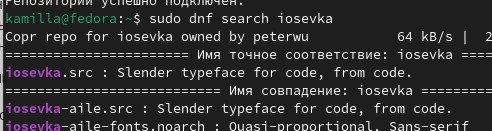 Репозиторий успешно подключен.
kamilla@fedora:~$ sudo dnf search iosevka
Copr repo for iosevka owned by peterwu 64 kB/s | 2
====================== Имя точное соответствие: iosevka ====
iosevka.src : Slender typeface for code, from code.
========================== Имя совпадение: iosevka =====
iosevka-aile.src : Slender typeface for code, from code.
iosevka-aile-fonts.noarch : Quasi-proportional, Sans-serif